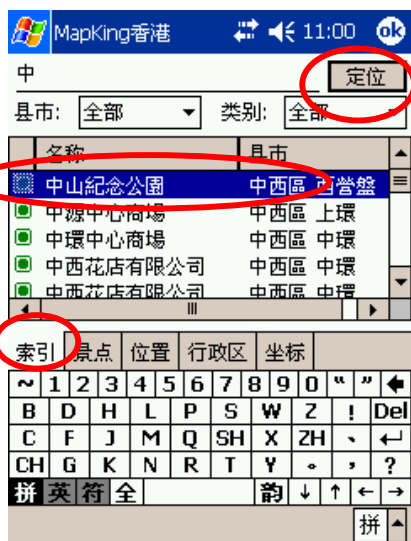 MapKing香港 11:00 ok
中 定位
县市: 全部 类别: 全部
名称 县市
中山紀念公園 中西區 西營盤
中源中心商場 中西區 上環
中環中心商場 中西區 中環
中西花店有限公司 中西區 中環
中西花店有限公司 中西區 中環
索引 景点 位置 行政区 坐标
~ 1 2 3 4 5 6 7 8 9 0 “ ” ←
B D H L P S W Z ! Del
C F J M Q SH X ZH 、 ↵
CH G K N R T Y 。 , ?
拼 英 符 全 韵 ↓ ↑ ← →
拼